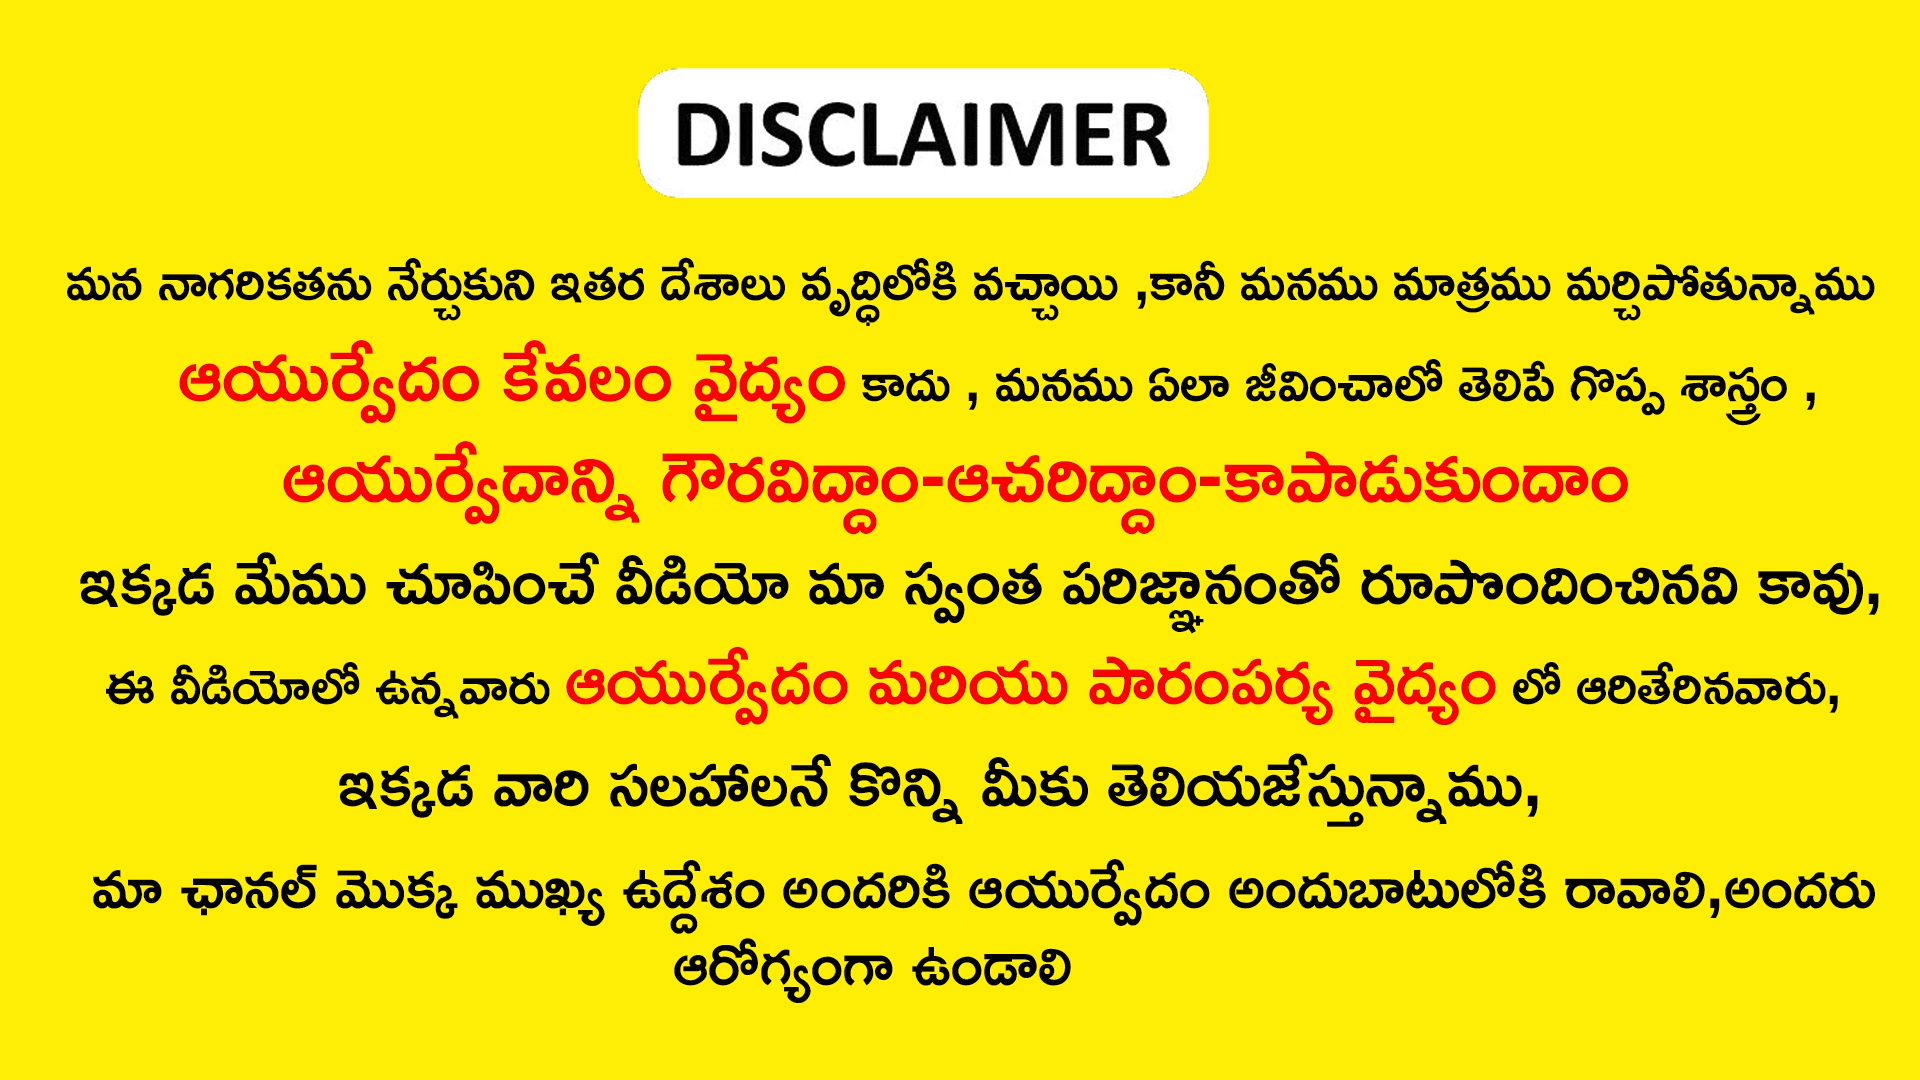 DISCLAIMER
మన నాగరికతను నేర్చుకుని ఇతర దేశాలు వృద్ధిలోకి వచ్చాయి ,కానీ మనము మాత్రము మర్చిపోతున్నాము
ఆయుర్వేదం కేవలం వైద్యం కాదు , మనము ఏలా జీవించాలో తెలిపే గొప్ప శాస్త్రం ,
ఆయుర్వేదాన్ని గౌరవిద్దాం-ఆచరిద్దాం-కాపాడుకుందాం
ఇక్కడ మేము చూపించే వీడియో మా స్వంత పరిజ్ఞానంతో రూపొందించినవి కావు,
ఈ వీడియోలో ఉన్నవారు ఆయుర్వేదం మరియు పారంపర్య వైద్యం లో ఆరితేరినవారు,
ఇక్కడ వారి సలహాలనే కొన్ని మీకు తెలియజేస్తున్నాము,
మా ఛానల్ మొక్క ముఖ్య ఉద్దేశం అందరికి ఆయుర్వేదం అందుబాటులోకి రావాలి,అందరు
ఆరోగ్యంగా ఉండాలి